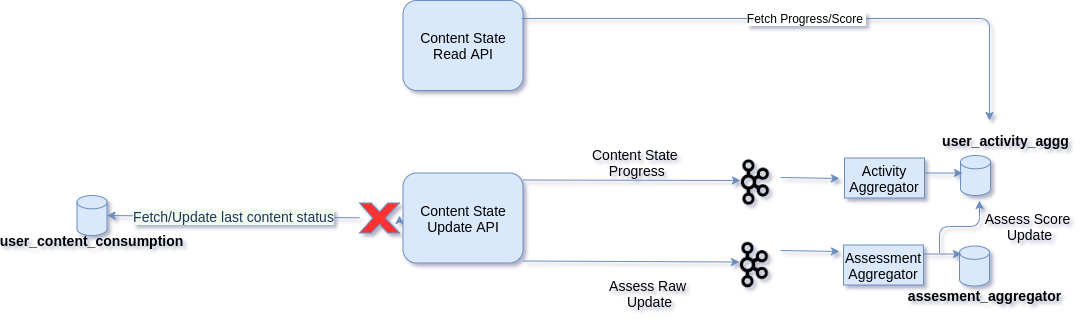 Content State
Read API
Fetch Progress/Score
user_activity_aggg
Content State
Progress
Activity
Aggregator
Content State
Update API
Fetch/Update last content status
user_content_consumption
Assess Score
Update
Assessment
Aggregator
Assess Raw
Update
assesment_aggregator